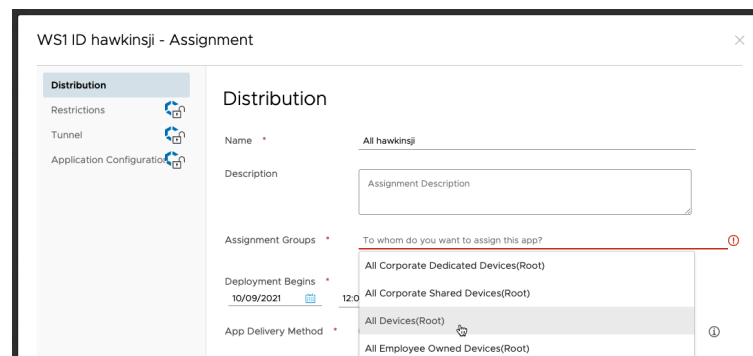 WS1 ID hawkinsji - Assignment
Distribution
Restrictions
Tunnel
Application Configuration
Distribution
Name *
All hawkinsji
Description
Assignment Description
Assignment Groups *
To whom do you want to assign this app?
All Corporate Dedicated Devices(Root)
Deployment Begins *
10/09/2021
12:0
All Corporate Shared Devices(Root)
All Devices(Root)
App Delivery Method *
All Employee Owned Devices(Root)